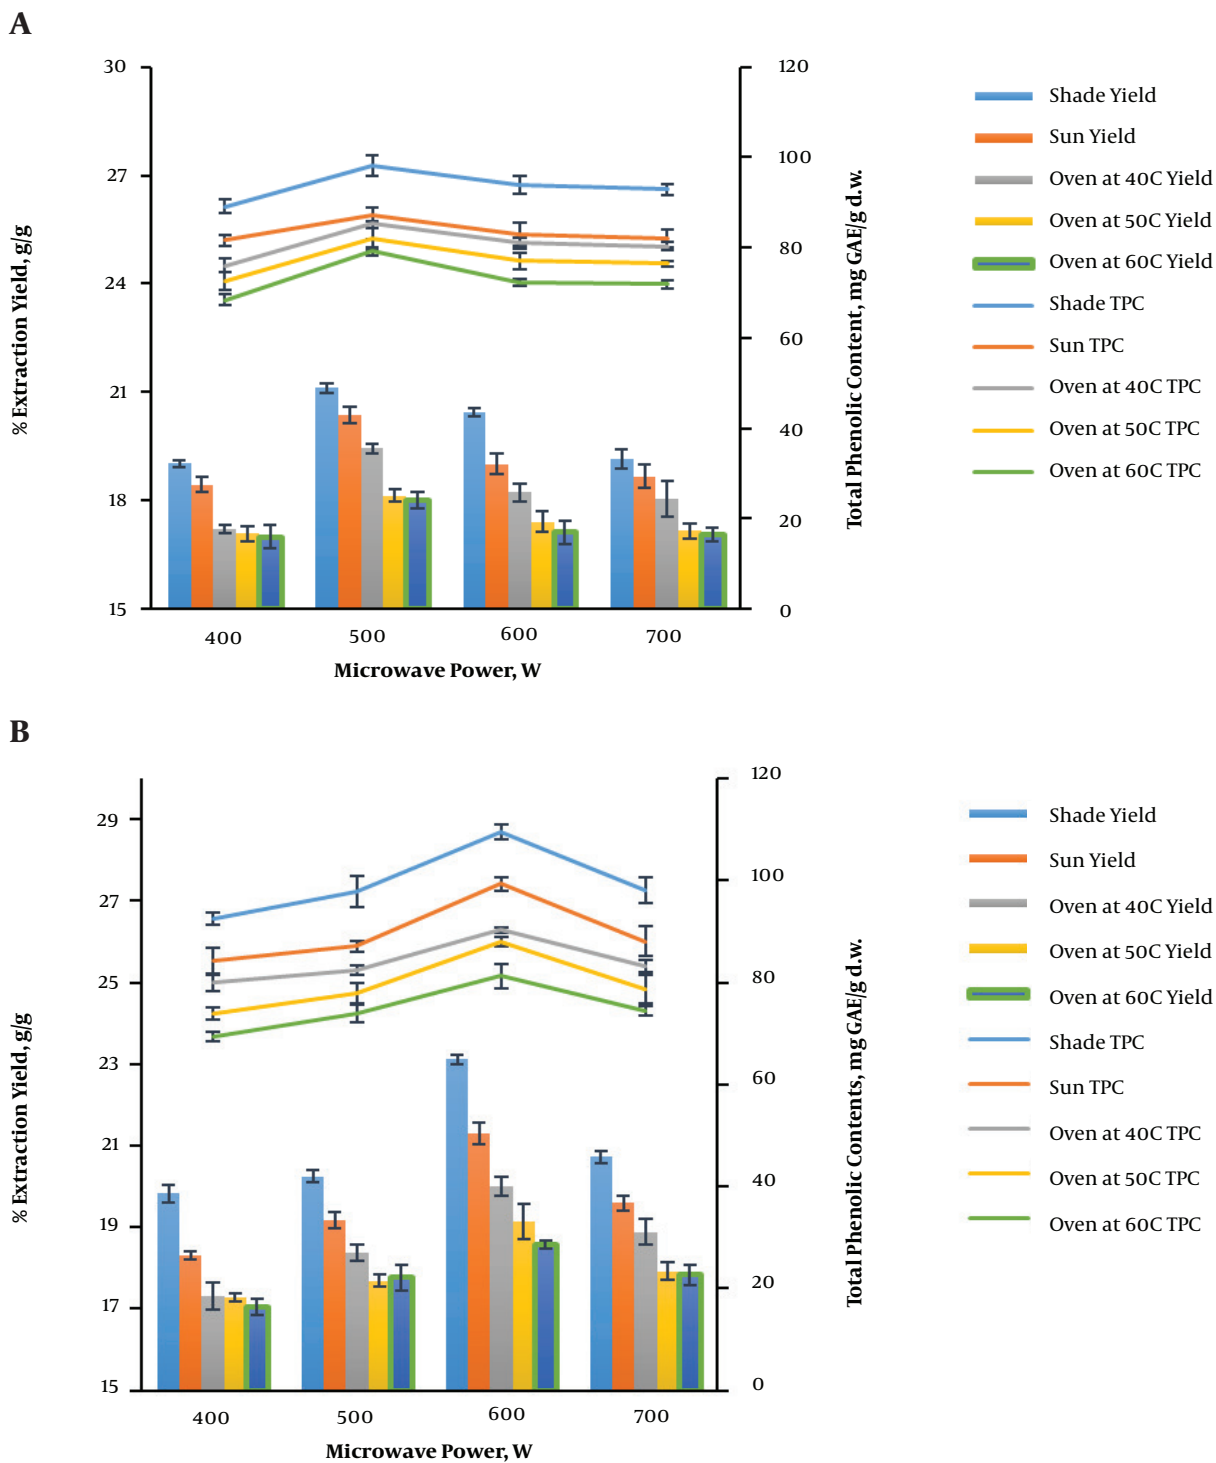 A
30
27
24
21
18
15
% Extraction Yield, g/g
120
100
80
60
40
20
0
Total Phenolic Content, mg GAE/g d.w.
400
500
600
700
Microwave Power, W
Shade Yield
Sun Yield
Oven at 40C Yield
Oven at 50C Yield
Oven at 60C Yield
Shade TPC
Sun TPC
Oven at 40C TPC
Oven at 50C TPC
Oven at 60C TPC
B
29
27
25
23
21
19
17
15
% Extraction Yield, g/g
120
100
80
60
40
20
0
Total Phenolic Contents, mg GAE/g d.w.
400
500
600
700
Microwave Power, W
Shade Yield
Sun Yield
Oven at 40C Yield
Oven at 50C Yield
Oven at 60C Yield
Shade TPC
Sun TPC
Oven at 40C TPC
Oven at 50C TPC
Oven at 60C TPC